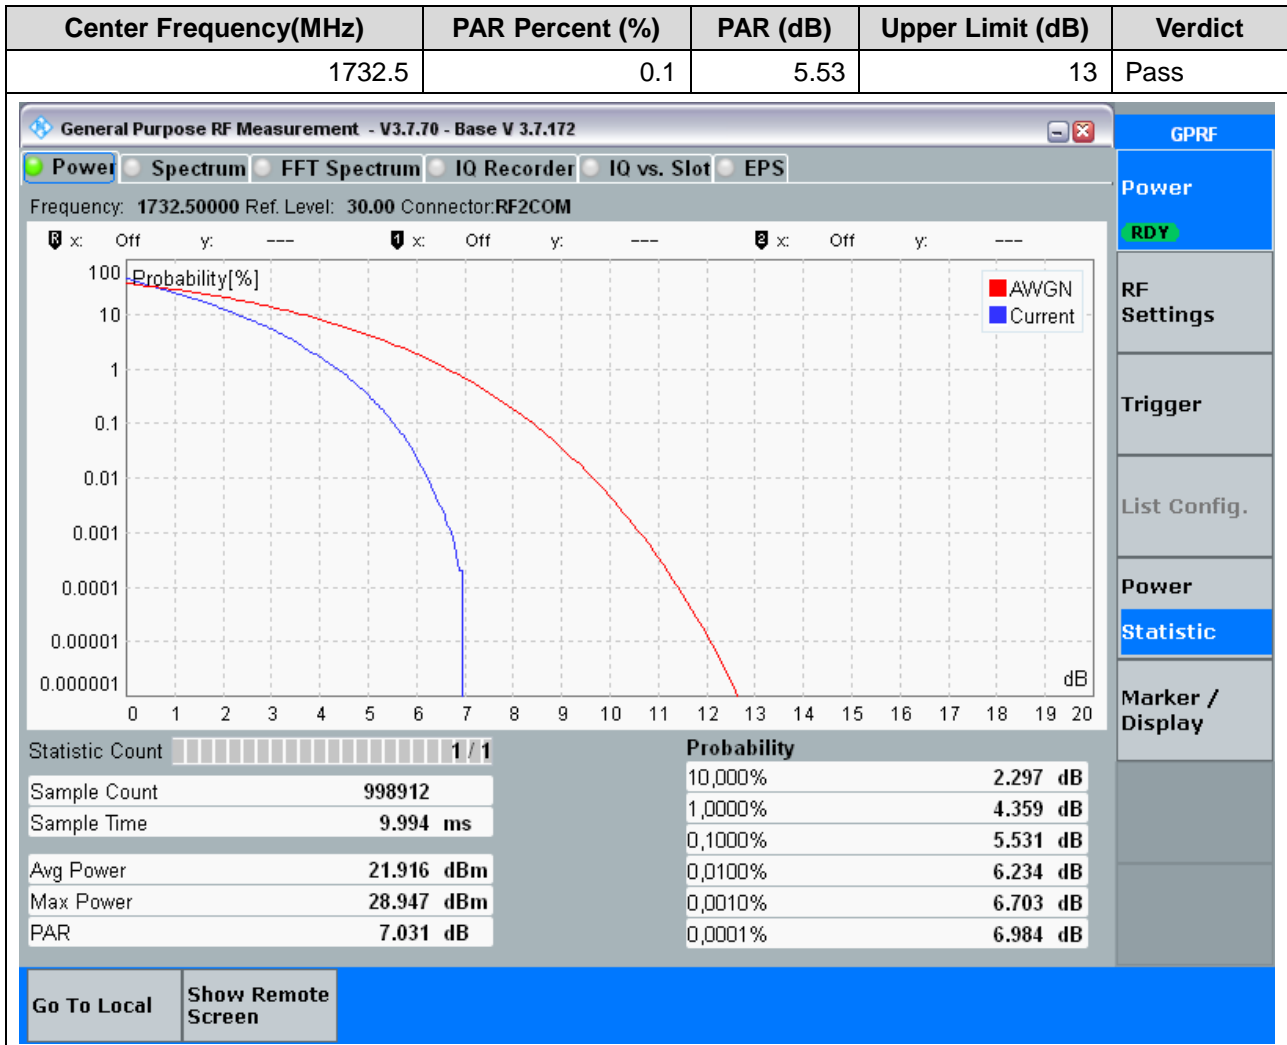 Center Frequency(MHz) PAR Percent (%) PAR (dB) Upper Limit (dB) Verdict
1732.5 0.1 5.53 13 Pass
General Purpose RF Measurement - V3.7.70 - Base V 3.7.172
GPRF
Power Spectrum FFT Spectrum IQ Recorder IQ vs. Slot EPS
Power
RDY
Frequency: 1732.50000 Ref. Level: 30.00 Connector:RF2COM
R x: Off y: --- 1 x: Off y: --- 2 x: Off y: ---
Probability[%]
AWGN
Current
100
10
1
0.1
0.01
0.001
0.0001
0.00001
0.000001
dB
0 1 2 3 4 5 6 7 8 9 10 11 12 13 14 15 16 17 18 19 20
RF
Settings
Trigger
List Config.
Power
Statistic
Marker /
Display
Statistic Count 1 / 1
Sample Count 998912
Sample Time 9.994 ms
Avg Power 21.916 dBm
Max Power 28.947 dBm
PAR 7.031 dB
Probability
10,000% 2.297 dB
1,0000% 4.359 dB
0,1000% 5.531 dB
0,0100% 6.234 dB
0,0010% 6.703 dB
0,0001% 6.984 dB
Go To Local
Show Remote
Screen